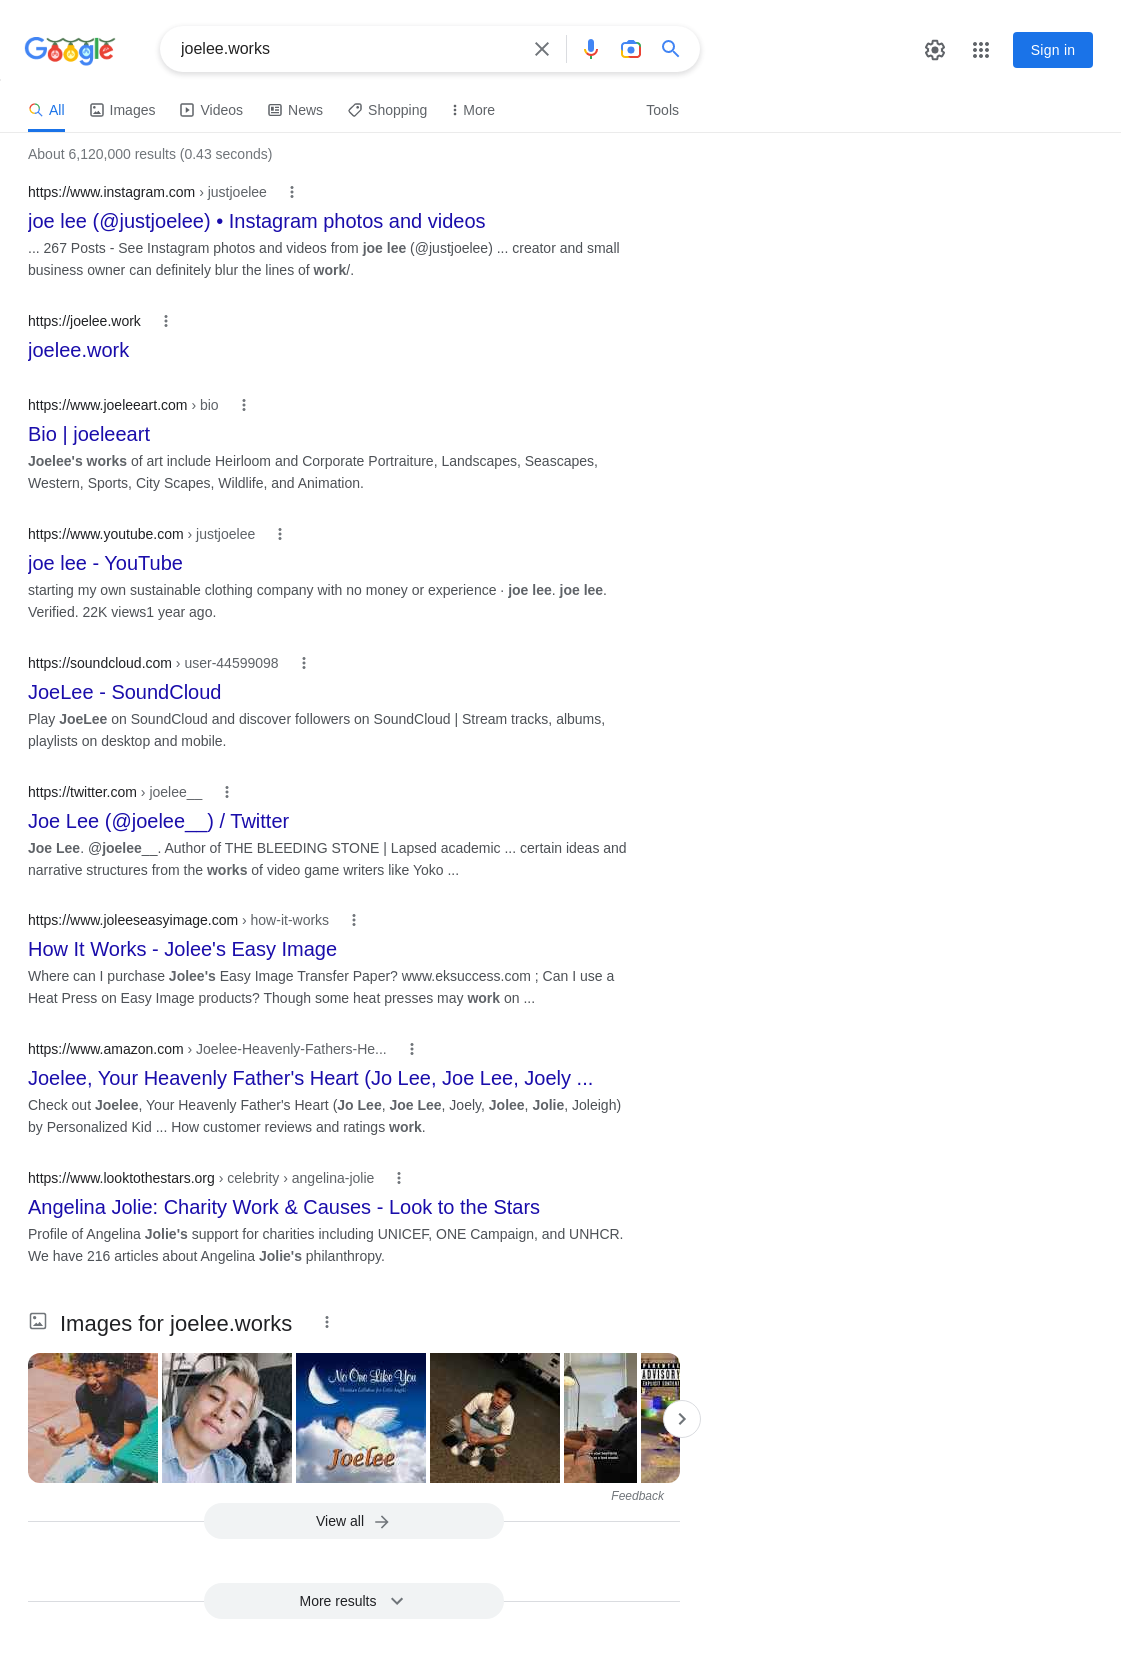 Google
joelee.works
Sign in
All
Images
Videos
News
Shopping
More
Tools
About 6,120,000 results (0.43 seconds)
https://www.instagram.com › justjoelee
joe lee (@justjoelee) • Instagram photos and videos
... 267 Posts - See Instagram photos and videos from joe lee (@justjoelee) ... creator and small
business owner can definitely blur the lines of work/.
https://joelee.work
joelee.work
https://www.joeleeart.com › bio
Bio | joeleeart
Joelee's works of art include Heirloom and Corporate Portraiture, Landscapes, Seascapes,
Western, Sports, City Scapes, Wildlife, and Animation.
https://www.youtube.com › justjoelee
joe lee - YouTube
starting my own sustainable clothing company with no money or experience · joe lee. joe lee.
Verified. 22K views1 year ago.
https://soundcloud.com › user-44599098
JoeLee - SoundCloud
Play JoeLee on SoundCloud and discover followers on SoundCloud | Stream tracks, albums,
playlists on desktop and mobile.
https://twitter.com › joelee__
Joe Lee (@joelee__) / Twitter
Joe Lee. @joelee__. Author of THE BLEEDING STONE | Lapsed academic ... certain ideas and
narrative structures from the works of video game writers like Yoko ...
https://www.joleeseasyimage.com › how-it-works
How It Works - Jolee's Easy Image
Where can I purchase Jolee's Easy Image Transfer Paper? www.eksuccess.com ; Can I use a
Heat Press on Easy Image products? Though some heat presses may work on ...
https://www.amazon.com › Joelee-Heavenly-Fathers-He...
Joelee, Your Heavenly Father's Heart (Jo Lee, Joe Lee, Joely ...
Check out Joelee, Your Heavenly Father's Heart (Jo Lee, Joe Lee, Joely, Jolee, Jolie, Joleigh)
by Personalized Kid ... How customer reviews and ratings work.
https://www.looktothestars.org › celebrity › angelina-jolie
Angelina Jolie: Charity Work & Causes - Look to the Stars
Profile of Angelina Jolie's support for charities including UNICEF, ONE Campaign, and UNHCR.
We have 216 articles about Angelina Jolie's philanthropy.
Images for joelee.works
No One Like You
Christian Lullabies for Little Angels
Joelee
ADVISORY
EXPLICIT CONTENT
Feedback
View all
More results